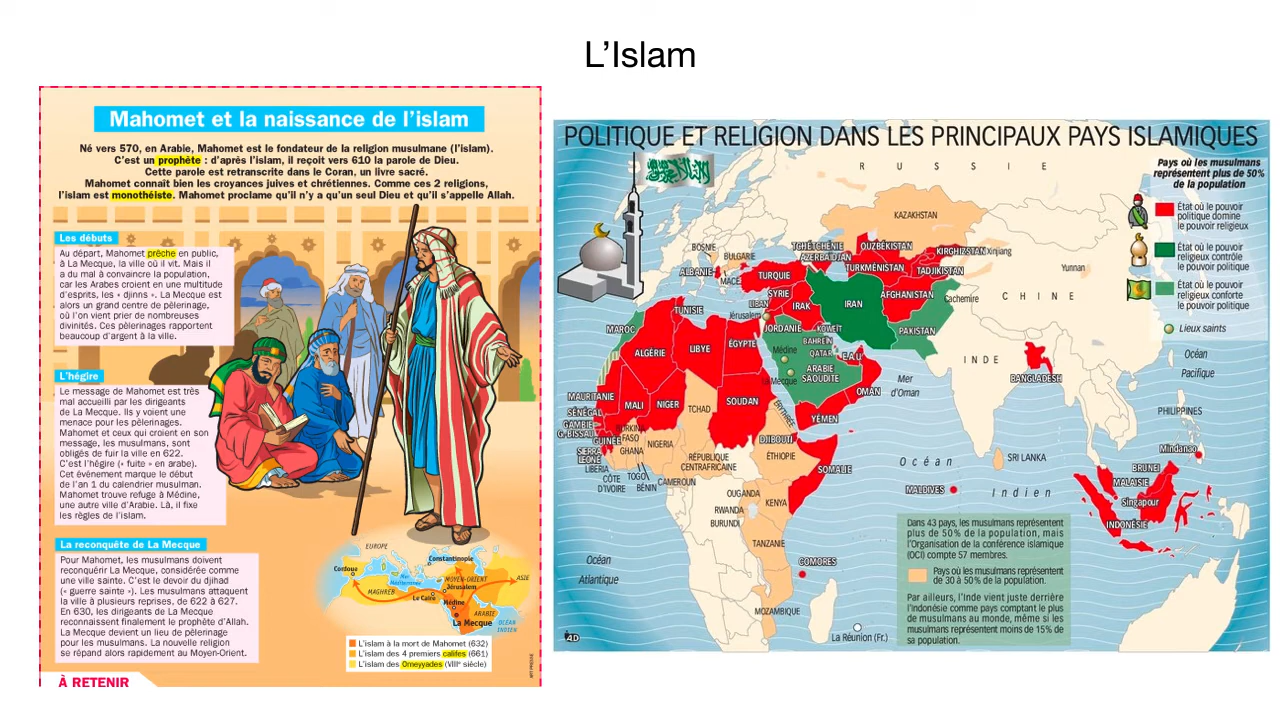 L’Islam
Mahomet et la naissance de l’islam
Né vers 570, en Arabie, Mahomet est le fondateur de la religion musulmane (l’islam).
C’est un prophète : d’après l’islam, il reçoit vers 610 la parole de Dieu.
Cette parole est retranscrite dans le Coran, un livre sacré.
Mahomet connaît bien les croyances juives et chrétiennes. Comme ces 2 religions,
l’islam est monothéiste. Mahomet proclame qu’il n’y a qu’un seul Dieu et qu’il s’appelle Allah.
Les débuts
Au départ, Mahomet prêche en public,
à La Mecque, la ville où il vit. Mais il
a du mal à convaincre la population,
car les Arabes croient en une multitude
d’esprits, les « djinns ». La Mecque est
alors un grand centre de pèlerinage,
où l’on vient prier de nombreuses
divinités. Ces pèlerinages rapportent
beaucoup d’argent à la ville.
L’hégire
Le message de Mahomet est très
mal accueilli par les dirigeants
de La Mecque. Ils y voient une
menace pour les pèlerinages.
Mahomet et ceux qui croient en son
message, les musulmans, sont
obligés de fuir la ville en 622.
C’est l’hégire (« fuite » en arabe).
Cet événement marque le début
de l’an 1 du calendrier musulman.
Mahomet trouve refuge à Médine,
une autre ville d’Arabie. Là, il fixe
les règles de l’islam.
La reconquête de La Mecque
Pour Mahomet, les musulmans doivent
reconquérir La Mecque, considérée comme
une ville sainte. C’est le devoir du djihad
(« guerre sainte »). Les musulmans attaquent
la ville à plusieurs reprises, de 622 à 627.
En 630, les dirigeants de La Mecque
reconnaissent finalement le prophète d’Allah.
La Mecque devient un lieu de pèlerinage
pour les musulmans. La nouvelle religion
se répand alors rapidement au Moyen-Orient.
À RETENIR
EUROPE
Constantinople
Cordoue
Mer
Méditerranée
MOYEN-ORIENT
ASIE
Jérusalem
MAGHREB
Le Caire
Médine
ARABIE
La Mecque
OCÉAN
INDIEN
L’islam à la mort de Mahomet (632)
L’islam des 4 premiers califes (661)
L’islam des Omeyyades (VIIIe siècle)
POLITIQUE ET RELIGION DANS LES PRINCIPAUX PAYS ISLAMIQUES
RUSSIE
Pays où les musulmans
représentent plus de 50%
de la population
État où le pouvoir
politique domine
le pouvoir religieux
État où le pouvoir
religieux contrôle
le pouvoir politique
État où le pouvoir
religieux conforte
le pouvoir politique
Lieux saints
KAZAKHSTAN
BOSNIE
BULGARIE
TCHÉTCHÉNIE
AZERBAÏDJAN
OUZBÉKISTAN
KIRGHIZSTAN
Xinjiang
ALBANIE
MACÉ.
TURQUIE
TURKMÉNISTAN
TADJIKISTAN
Yunnan
SYRIE
LIBAN
IRAK
IRAN
AFGHANISTAN
Cachemire
CHINE
TUNISIE
Jérusalem
JORDANIE
KOWEÏT
PAKISTAN
MAROC
ALGÉRIE
LIBYE
ÉGYPTE
BAHREIN
QATAR
E.A.U.
Médine
ARABIE
SAOUDITE
La Mecque
OMAN
Mer
d'Oman
INDE
BANGLADESH
Océan
Pacifique
MAURITANIE
MALI
NIGER
TCHAD
SOUDAN
ÉRYTHRÉE
YÉMEN
SÉNÉGAL
GAMBIE
G.-BISSAU
GUINÉE
BURKINA
FASO
SIERRA
LEONE
LIBERIA
GHANA
NIGERIA
CÔTE
D'IVOIRE
TOGO
BÉNIN
CAMEROUN
RÉPUBLIQUE
CENTRAFRICAINE
DJIBOUTI
ÉTHIOPIE
SOMALIE
OUGANDA
KENYA
RWANDA
BURUNDI
TANZANIE
COMORES
MOZAMBIQUE
La Réunion (Fr.)
SRI LANKA
MALDIVES
Océan
Indien
PHILIPPINES
Mindanao
BRUNEI
MALAISIE
Singapour
INDONÉSIE
Océan
Atlantique
Dans 43 pays, les musulmans représentent
plus de 50% de la population, mais
l'Organisation de la conférence islamique
(OCI) compte 57 membres.
Pays où les musulmans représentent
de 30 à 50% de la population.
Par ailleurs, l'Inde vient juste derrière
l'Indonésie comme pays comptant le plus
de musulmans au monde, même si les
musulmans représentent moins de 15% de
sa population.